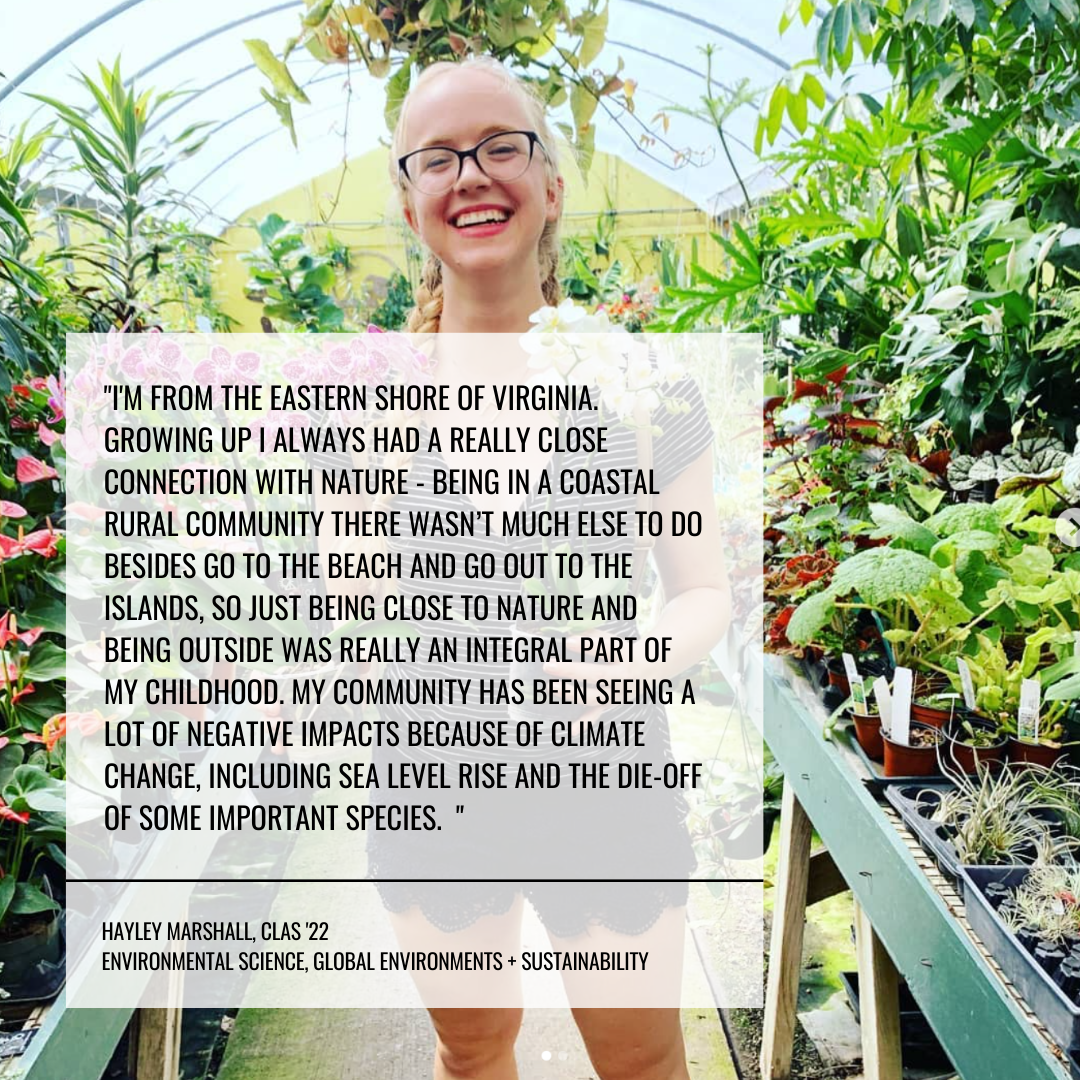 "I'M FROM THE EASTERN SHORE OF VIRGINIA.
GROWING UP I ALWAYS HAD A REALLY CLOSE
CONNECTION WITH NATURE - BEING IN A COASTAL
RURAL COMMUNITY THERE WASN’T MUCH ELSE TO DO
BESIDES GO TO THE BEACH AND GO OUT TO THE
ISLANDS, SO JUST BEING CLOSE TO NATURE AND
BEING OUTSIDE WAS REALLY AN INTEGRAL PART OF
MY CHILDHOOD. MY COMMUNITY HAS BEEN SEEING A
LOT OF NEGATIVE IMPACTS BECAUSE OF CLIMATE
CHANGE, INCLUDING SEA LEVEL RISE AND THE DIE-OFF
OF SOME IMPORTANT SPECIES. "
HAYLEY MARSHALL, CLAS '22
ENVIRONMENTAL SCIENCE, GLOBAL ENVIRONMENTS + SUSTAINABILITY